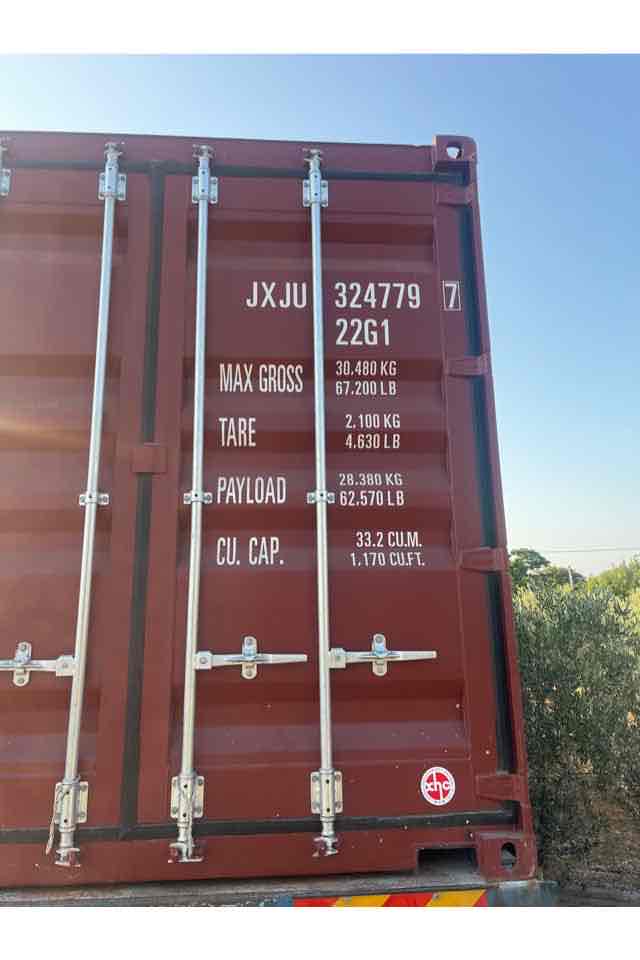 JXJU 324779 7
22G1
MAX GROSS 30.480 KG
67.200 LB
TARE 2.100 KG
4.630 LB
PAYLOAD 28.380 KG
62.570 LB
CU. CAP. 33.2 CU.M.
1.170 CU.FT.